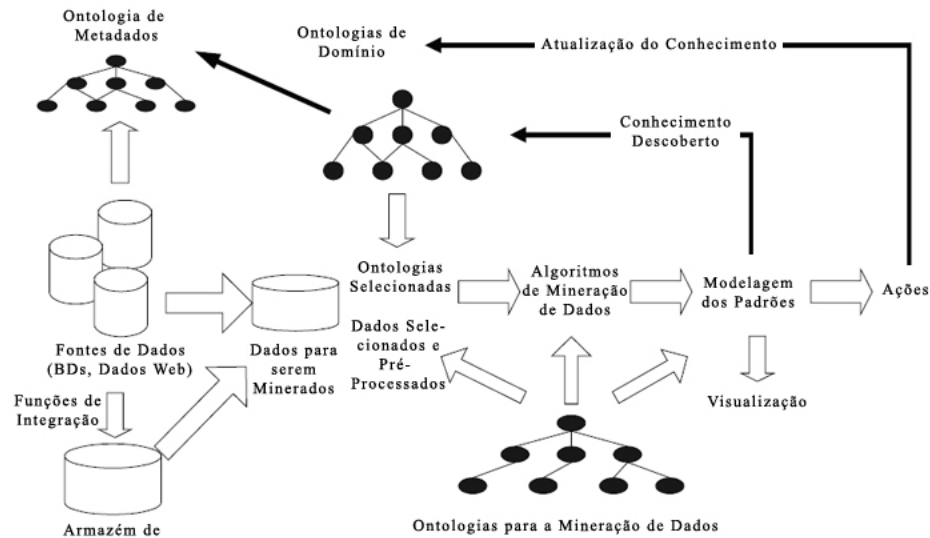 Ontologia de
Metadados
Ontologias de
Domínio
Atualização do Conhecimento
Conhecimento
Descoberto
Ontologias
Selecionadas
Algoritmos
de Mineração
de Dados
Modelagem
dos Padrões
Ações
Fontes de Dados
(BDs, Dados Web)
Dados para
serem
Minerados
Dados Sele-
cionados e
Pré-
Processados
Funções de
Integração
Visualização
Armazém de
Ontologias para a Mineração de Dados